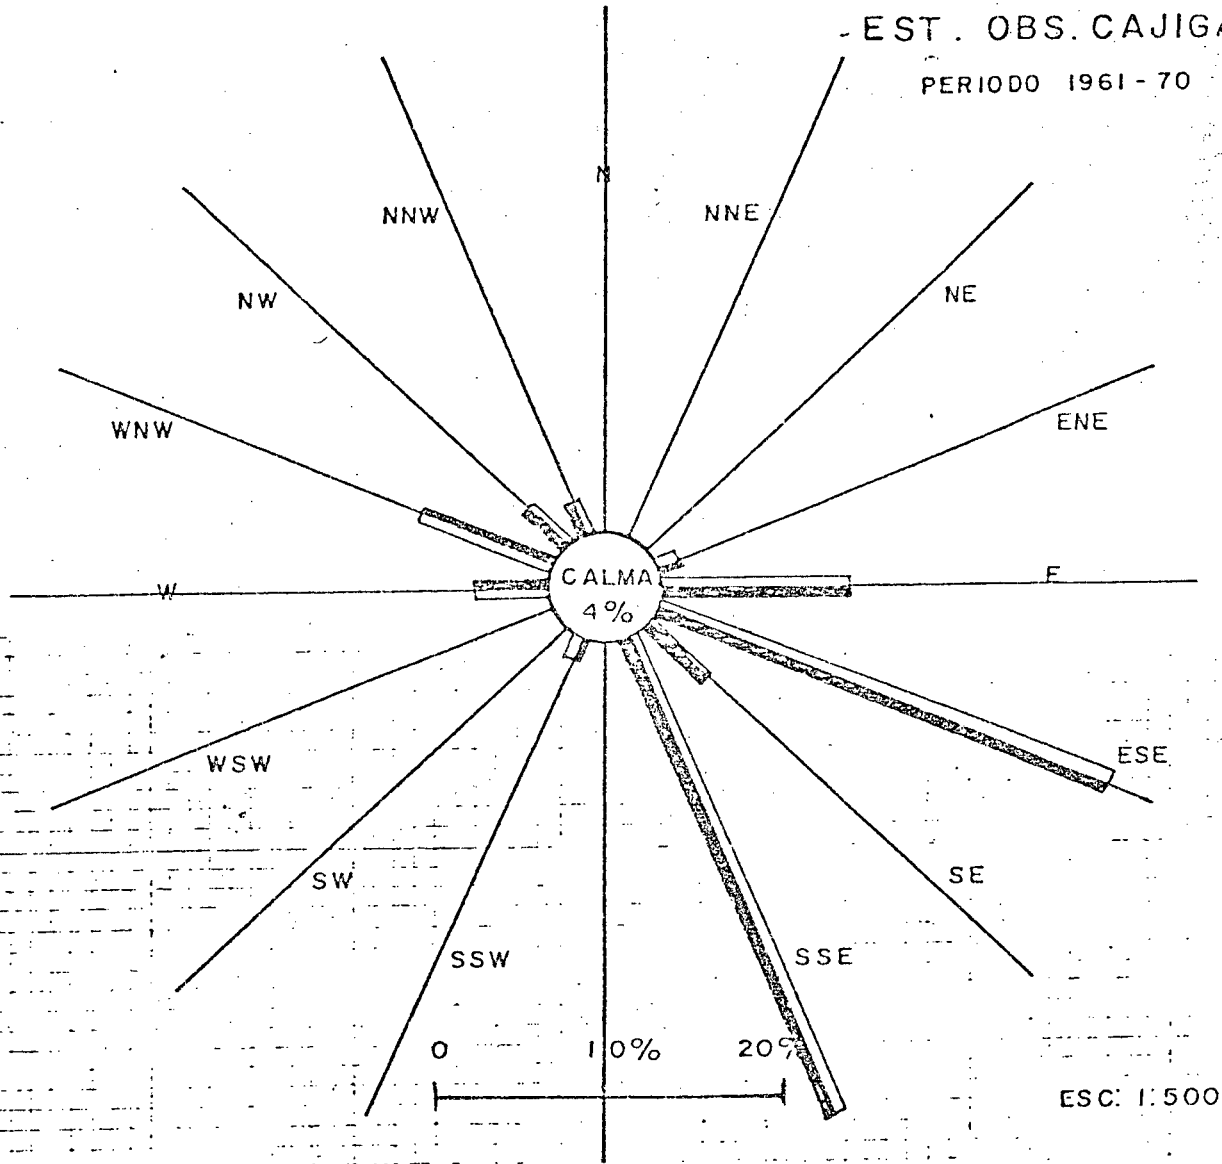 EST. OBS. CAJIGA
PERIODO 1961-70
N
NNW
NNE
NW
NE
WNW
ENE
CALMA
4%
W
E
ESE
WSW
SW
SE
SSW
SSE
0 10% 20%
ESC: 1:500